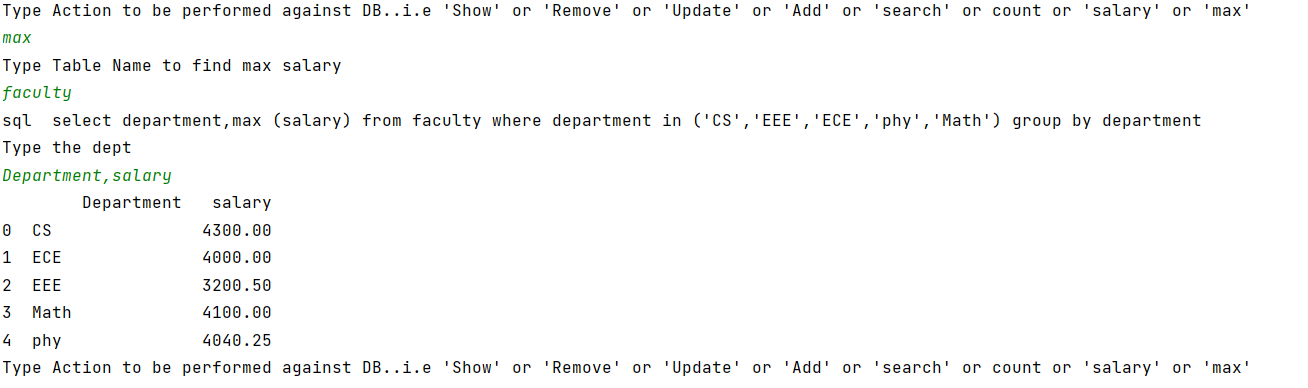 Type Action to be performed against DB..i.e 'Show' or 'Remove' or 'Update' or 'Add' or 'search' or count or 'salary' or 'max'
max
Type Table Name to find max salary
faculty
sql  select department,max (salary) from faculty where department in ('CS','EEE','ECE','phy','Math') group by department
Type the dept
Department,salary
        Department   salary
0  CS               4300.00
1  ECE              4000.00
2  EEE              3200.50
3  Math             4100.00
4  phy              4040.25
Type Action to be performed against DB..i.e 'Show' or 'Remove' or 'Update' or 'Add' or 'search' or count or 'salary' or 'max'